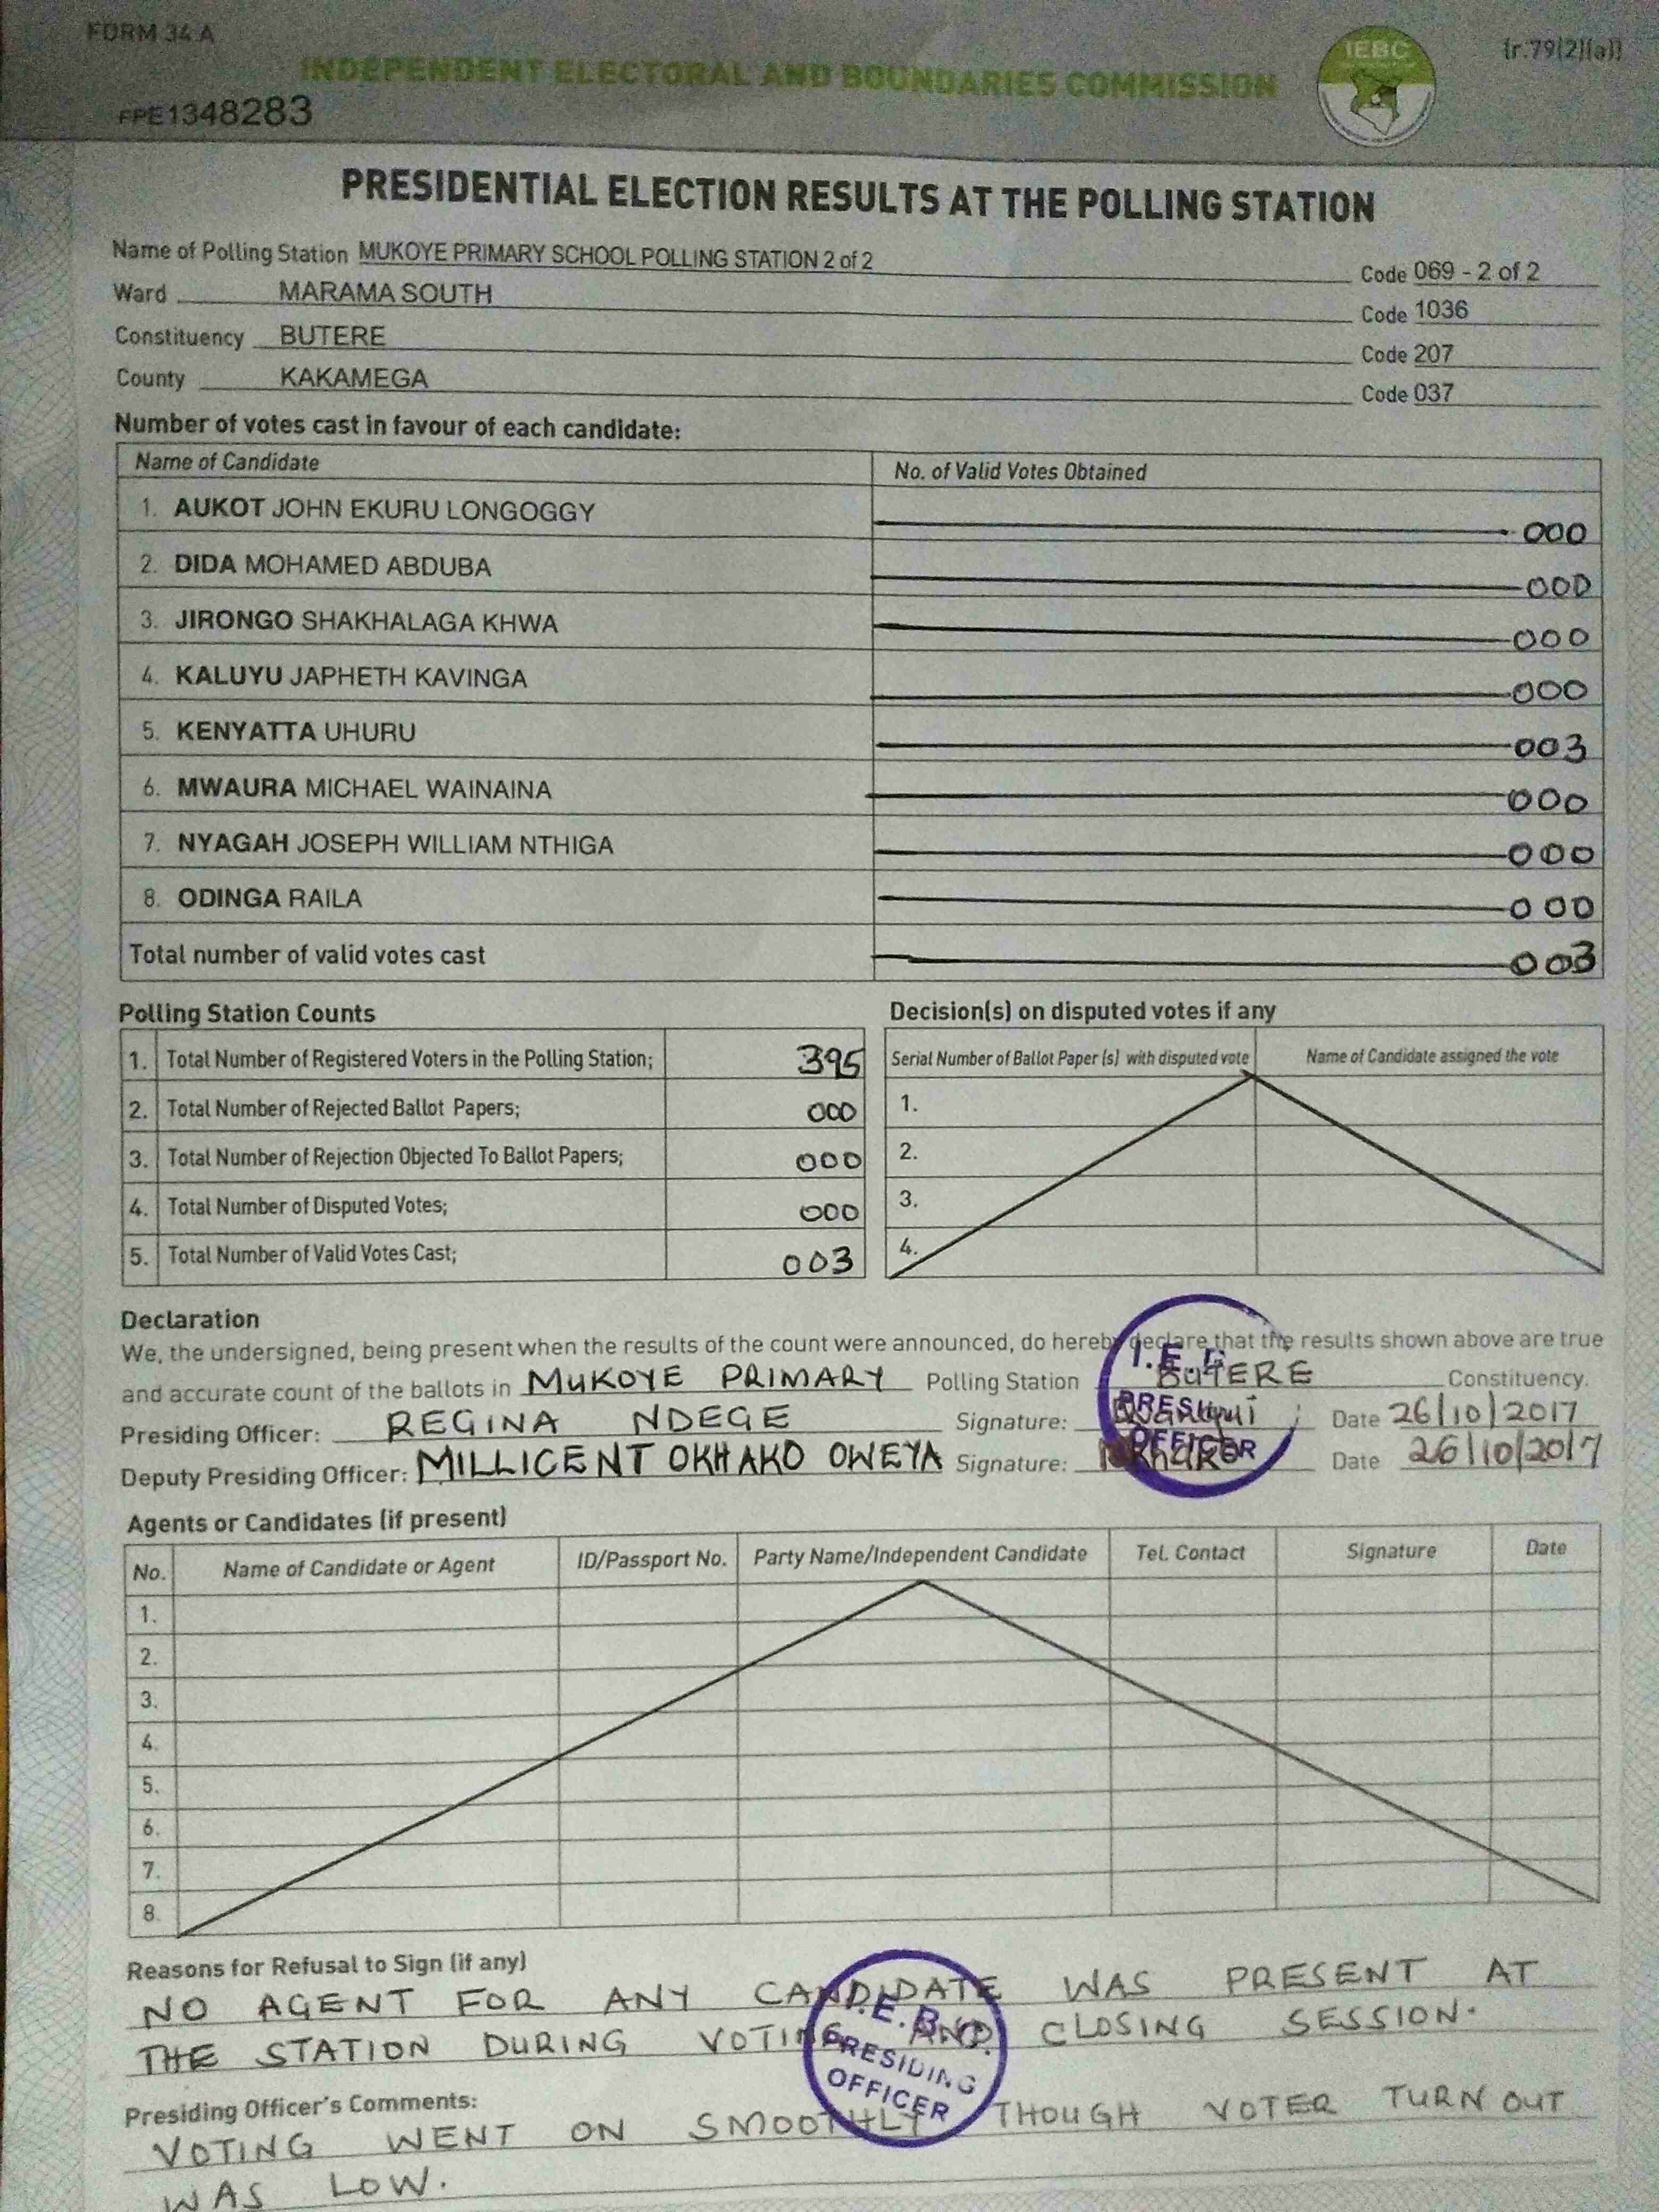 FORM 34 A
{r.79(2)(a)}
INDEPENDENT ELECTORAL AND BOUNDARIES COMMISSION
IEBC
FPE1348283
PRESIDENTIAL ELECTION RESULTS AT THE POLLING STATION
Name of Polling Station MUKOYE PRIMARY SCHOOL POLLING STATION 2 of 2 Code 069 - 2 of 2
Ward MARAMA SOUTH Code 1036
Constituency BUTERE Code 207
County KAKAMEGA Code 037
Number of votes cast in favour of each candidate:
Name of Candidate No. of Valid Votes Obtained
1. AUKOT JOHN EKURU LONGOGGY 000
2. DIDA MOHAMED ABDUBA 000
3. JIRONGO SHAKHALAGA KHWA 000
4. KALUYU JAPHETH KAVINGA 000
5. KENYATTA UHURU 003
6. MWAURA MICHAEL WAINAINA 000
7. NYAGAH JOSEPH WILLIAM NTHIGA 000
8. ODINGA RAILA 000
Total number of valid votes cast 003
Polling Station Counts
1. Total Number of Registered Voters in the Polling Station; 395
2. Total Number of Rejected Ballot Papers; 000
3. Total Number of Rejection Objected To Ballot Papers; 000
4. Total Number of Disputed Votes; 000
5. Total Number of Valid Votes Cast; 003
Decision(s) on disputed votes if any
Serial Number of Ballot Paper (s) with disputed vote Name of Candidate assigned the vote
1.
2.
3.
4.
Declaration
We, the undersigned, being present when the results of the count were announced, do hereby declare that the results shown above are true
and accurate count of the ballots in MUKOYE PRIMARY Polling Station BUTERE Constituency.
Presiding Officer: REGINA NDEGE Signature: Date 26/10/2017
Deputy Presiding Officer: MILLICENT OKHAKO OWEYA Signature: Date 26/10/2017
Agents or Candidates (if present)
No. Name of Candidate or Agent ID/Passport No. Party Name/Independent Candidate Tel. Contact Signature Date
1.
2.
3.
4.
5.
6.
7.
8.
Reasons for Refusal to Sign (if any)
NO AGENT FOR ANY CANDIDATE WAS PRESENT AT
THE STATION DURING VOTING AND CLOSING SESSION.
I.E.B.C.
PRESIDING
OFFICER
Presiding Officer's Comments:
VOTING WENT ON SMOOTHLY THOUGH VOTER TURN OUT
WAS LOW.